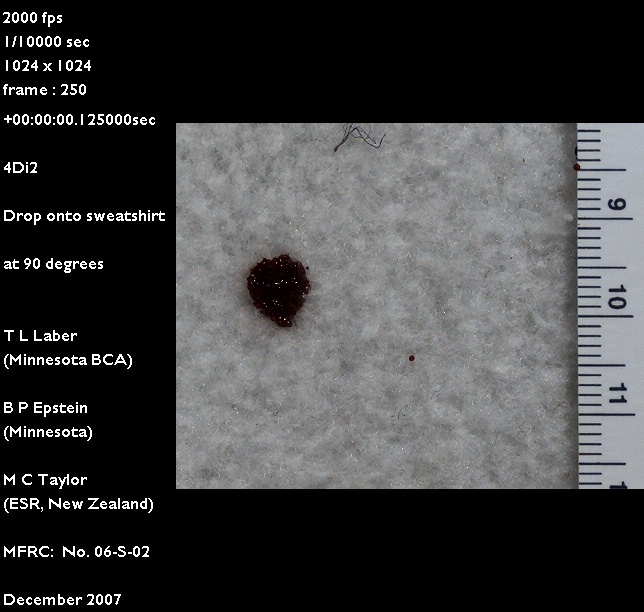 2000 fps
1/10000 sec
1024 x 1024
frame : 250
+00:00:00.125000sec
4Di2
Drop onto sweatshirt
at 90 degrees
T L Laber
(Minnesota BCA)
B P Epstein
(Minnesota)
M C Taylor
(ESR, New Zealand)
MFRC:  No. 06-S-02
December 2007
9
10
11